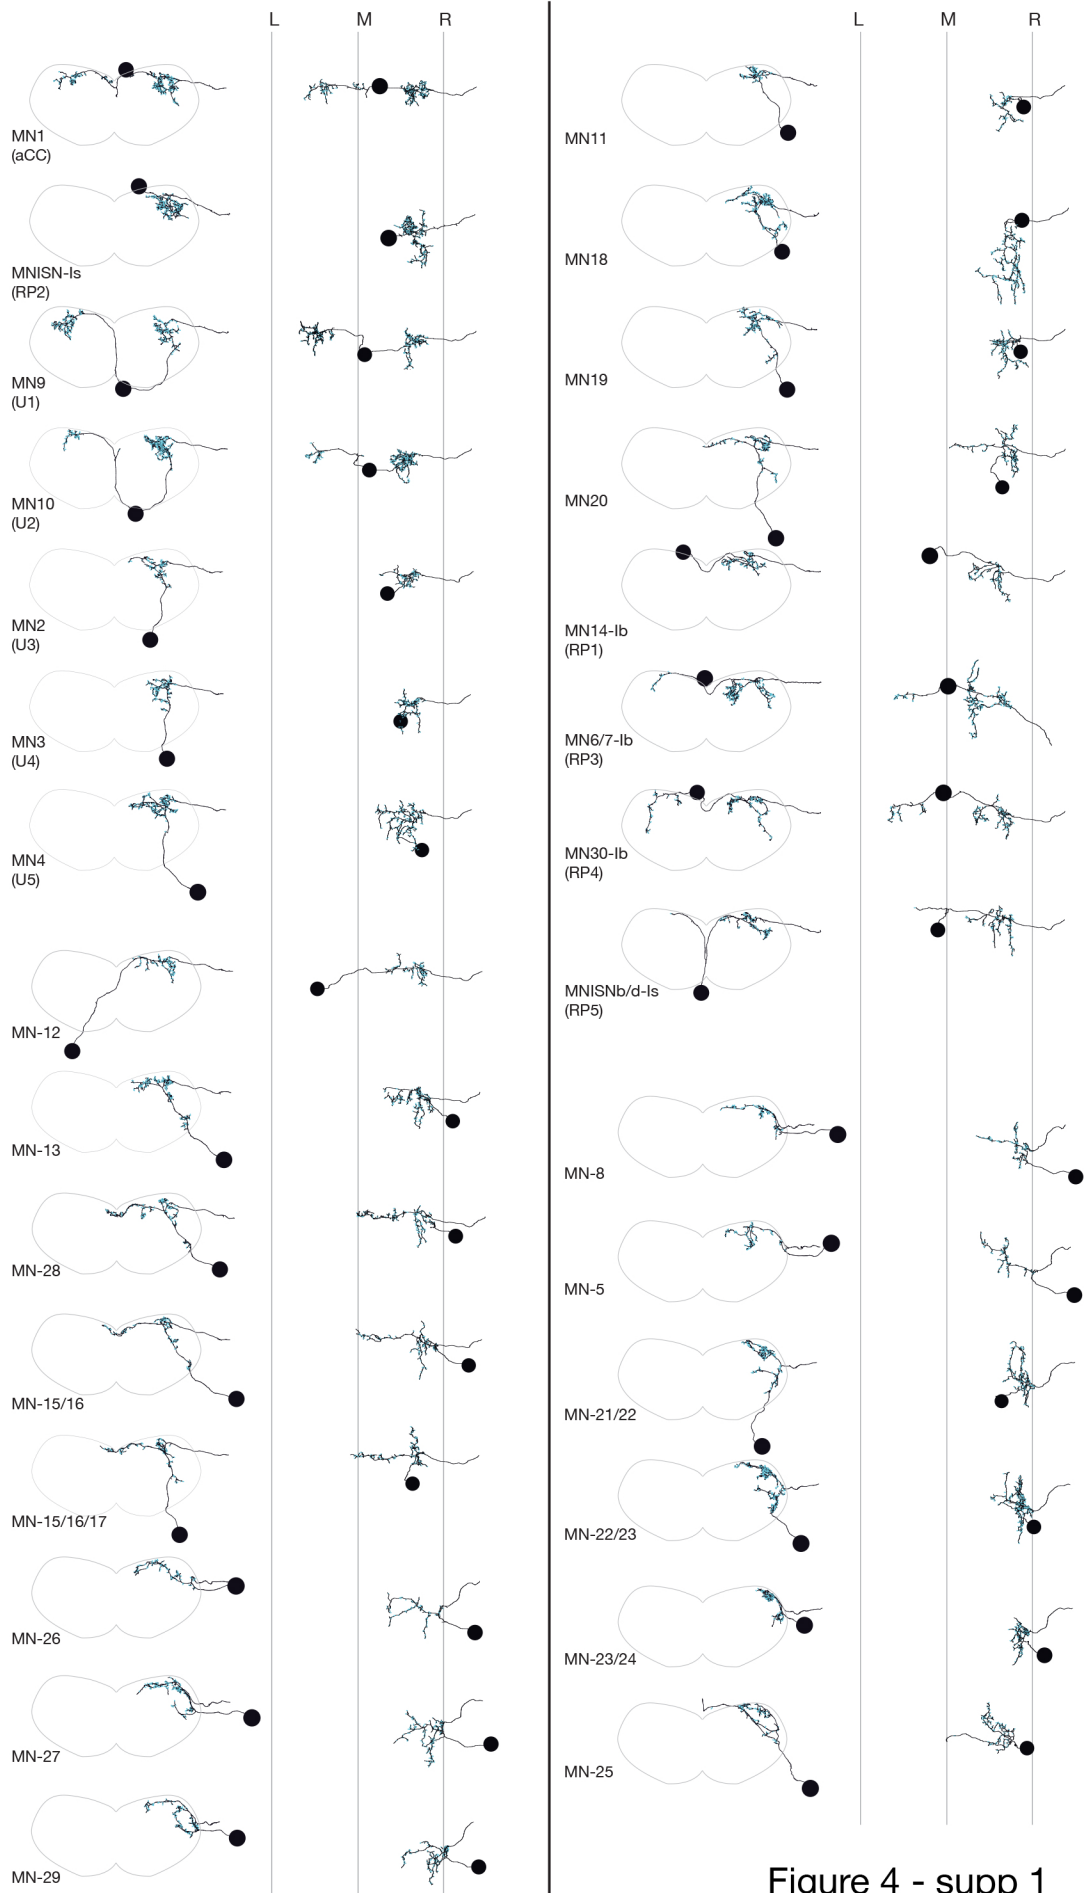 L M R
MN1
(aCC)
MNISN-Is
(RP2)
MN9
(U1)
MN10
(U2)
MN2
(U3)
MN3
(U4)
MN4
(U5)
MN-12
MN-13
MN-28
MN-15/16
MN-15/16/17
MN-26
MN-27
MN-29
L M R
MN11
MN18
MN19
MN20
MN14-Ib
(RP1)
MN6/7-Ib
(RP3)
MN30-Ib
(RP4)
MNISNb/d-Is
(RP5)
MN-8
MN-5
MN-21/22
MN-22/23
MN-23/24
MN-25
Figure 4 - supp 1